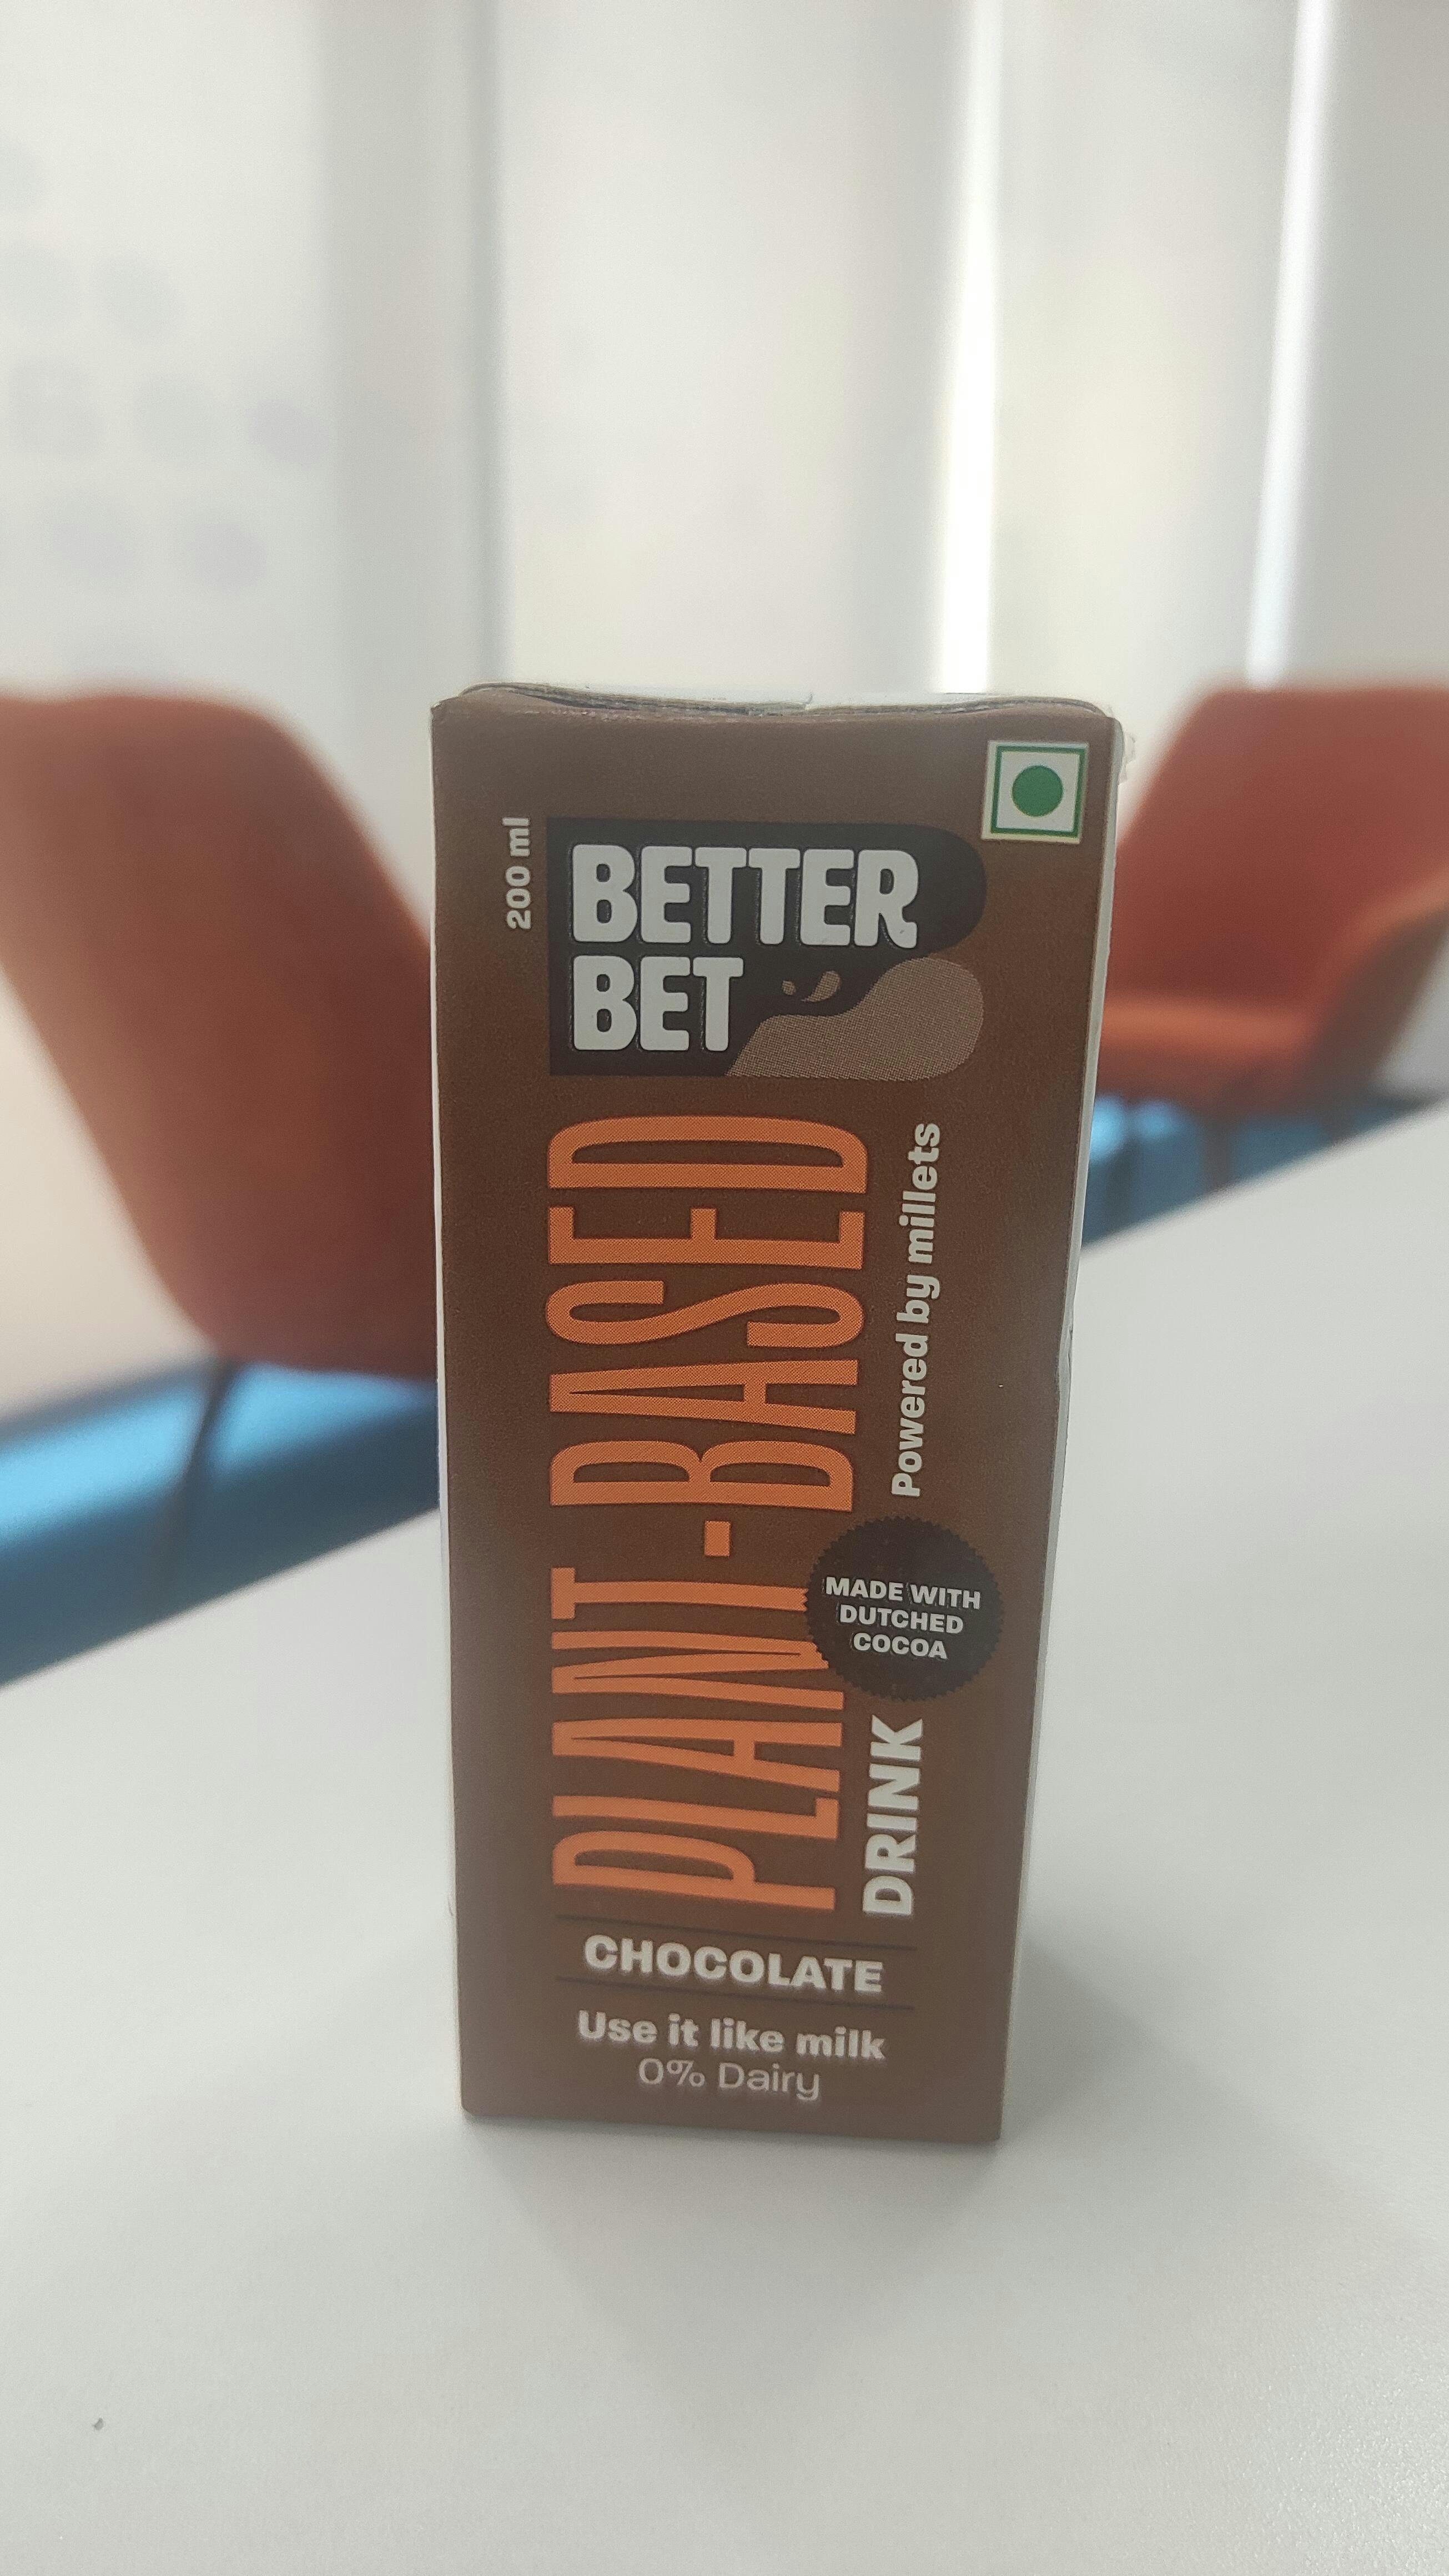 200 ml
BETTER
BET
PLANT-BASED
Powered by millets
MADE WITH
DUTCHED
COCOA
DRINK
CHOCOLATE
Use it like milk
0% Dairy